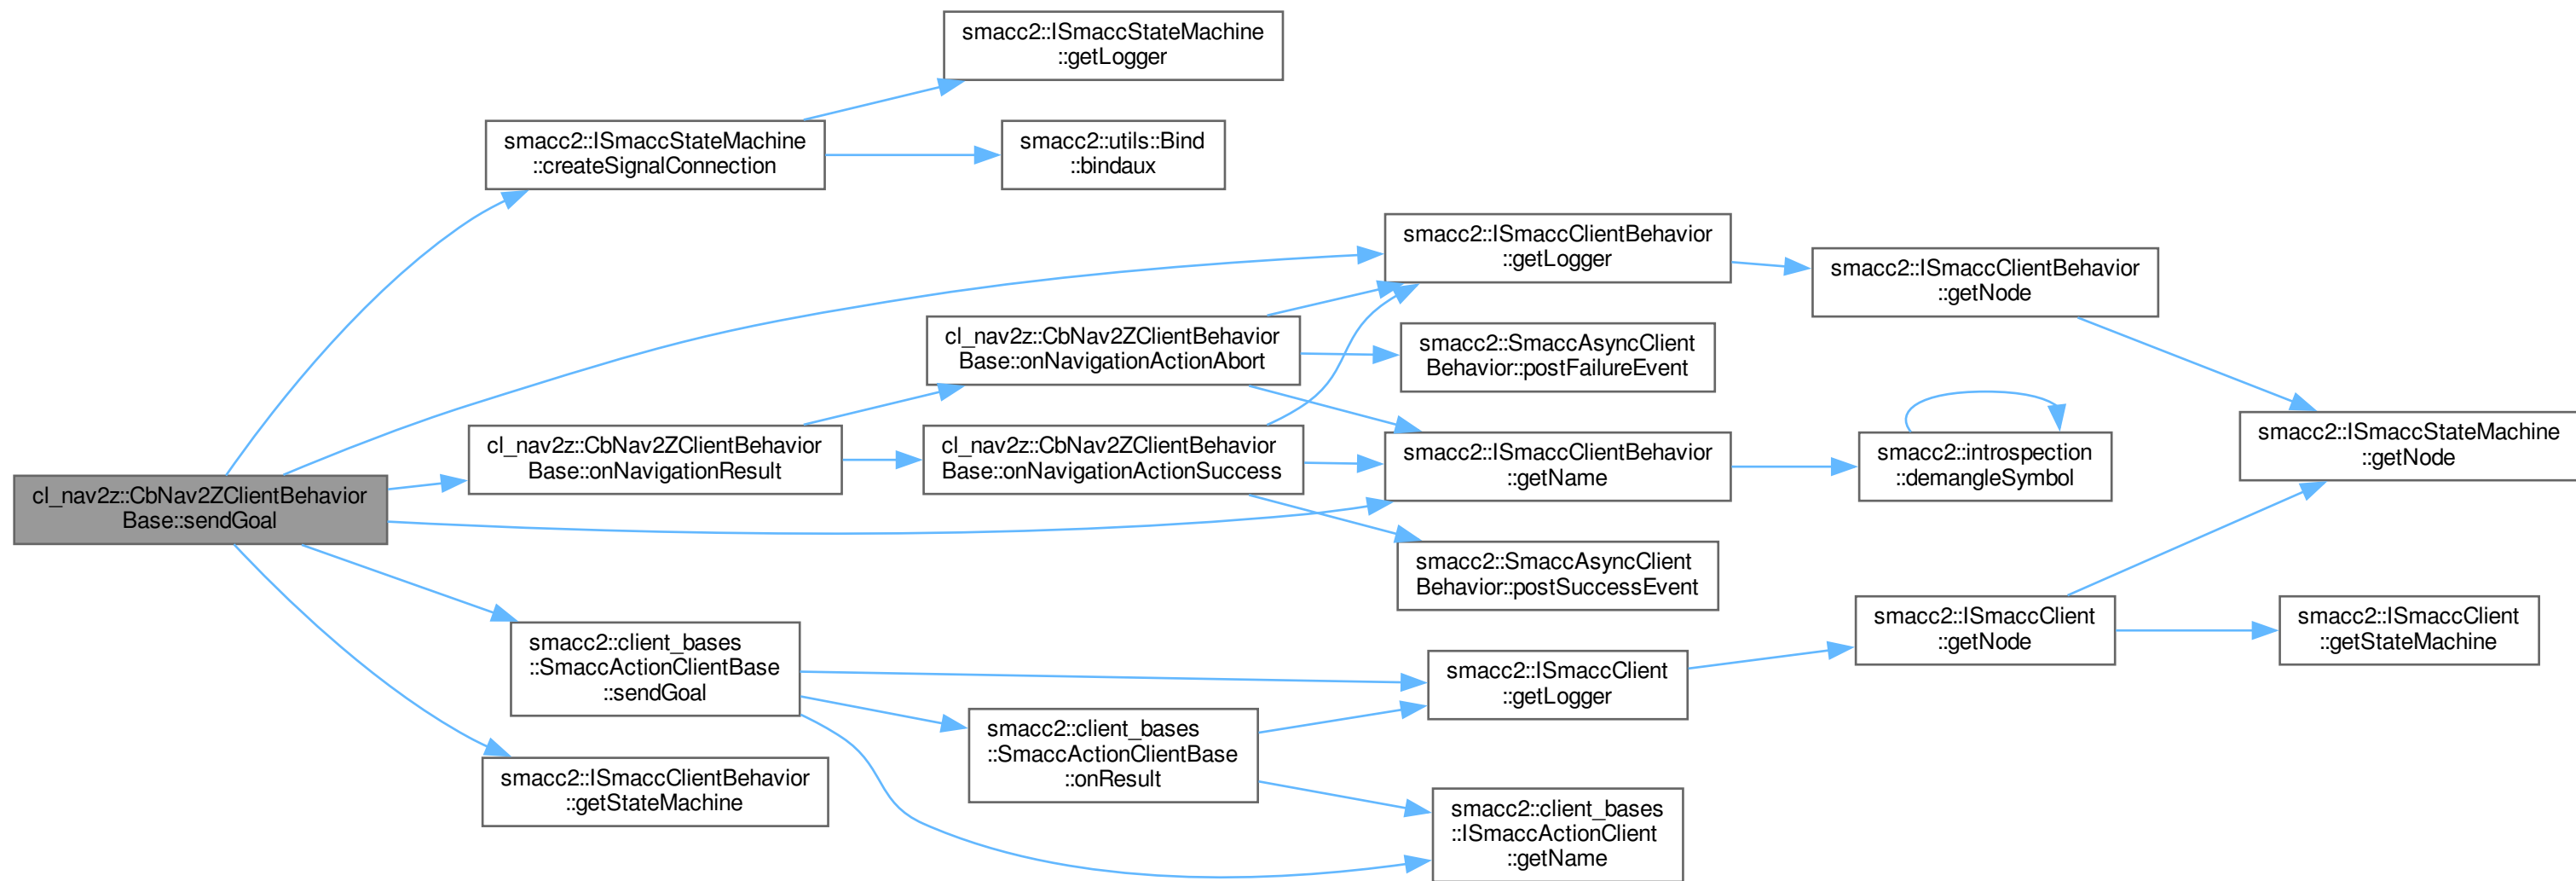 smacc2::ISmaccStateMachine
::getLogger
smacc2::ISmaccStateMachine
::createSignalConnection
smacc2::utils::Bind
::bindaux
smacc2::ISmaccClientBehavior
::getLogger
smacc2::ISmaccClientBehavior
::getNode
cl_nav2z::CbNav2ZClientBehavior
Base::onNavigationActionAbort
smacc2::SmaccAsyncClient
Behavior::postFailureEvent
smacc2::ISmaccStateMachine
::getNode
cl_nav2z::CbNav2ZClientBehavior
Base::onNavigationResult
cl_nav2z::CbNav2ZClientBehavior
Base::onNavigationActionSuccess
smacc2::ISmaccClientBehavior
::getName
smacc2::introspection
::demangleSymbol
cl_nav2z::CbNav2ZClientBehavior
Base::sendGoal
smacc2::SmaccAsyncClient
Behavior::postSuccessEvent
smacc2::ISmaccClient
::getNode
smacc2::ISmaccClient
::getStateMachine
smacc2::client_bases
::SmaccActionClientBase
::sendGoal
smacc2::ISmaccClient
::getLogger
smacc2::client_bases
::SmaccActionClientBase
::onResult
smacc2::ISmaccClientBehavior
::getStateMachine
smacc2::client_bases
::ISmaccActionClient
::getName